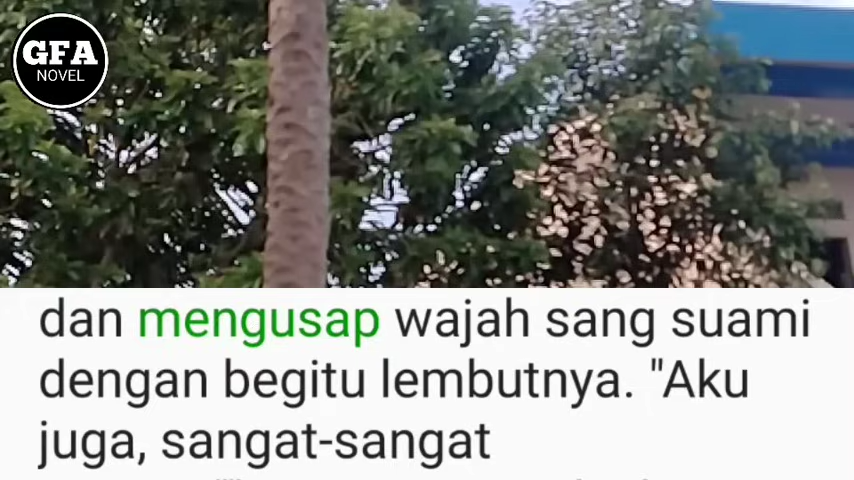 GFA
NOVEL
dan mengusap wajah sang suami
dengan begitu lembutnya. "Aku
juga, sangat-sangat